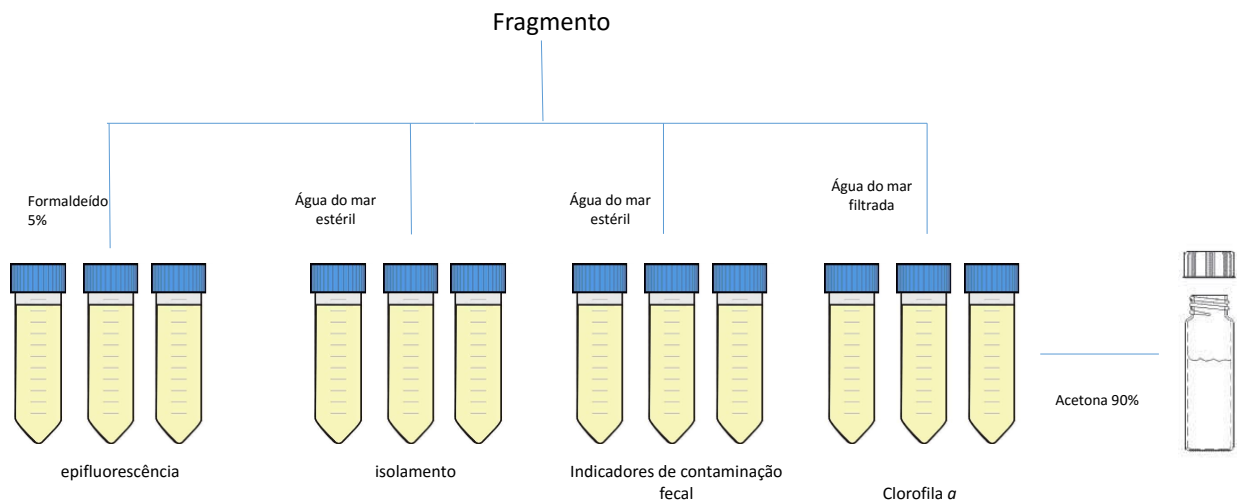 Fragmento
Formaldeído
5%
Água do mar
estéril
Água do mar
estéril
Água do mar
filtrada
Acetona 90%
epifluorescência
isolamento
Indicadores de contaminação
fecal
Clorofila a